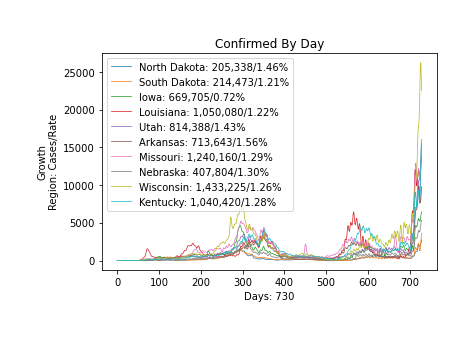 Confirmed By Day
Growth
Region: Cases/Rate
25000
20000
15000
10000
5000
0
North Dakota: 205,338/1.46%
South Dakota: 214,473/1.21%
Iowa: 669,705/0.72%
Louisiana: 1,050,080/1.22%
Utah: 814,388/1.43%
Arkansas: 713,643/1.56%
Missouri: 1,240,160/1.29%
Nebraska: 407,804/1.30%
Wisconsin: 1,433,225/1.26%
Kentucky: 1,040,420/1.28%
0 100 200 300 400 500 600 700
Days: 730